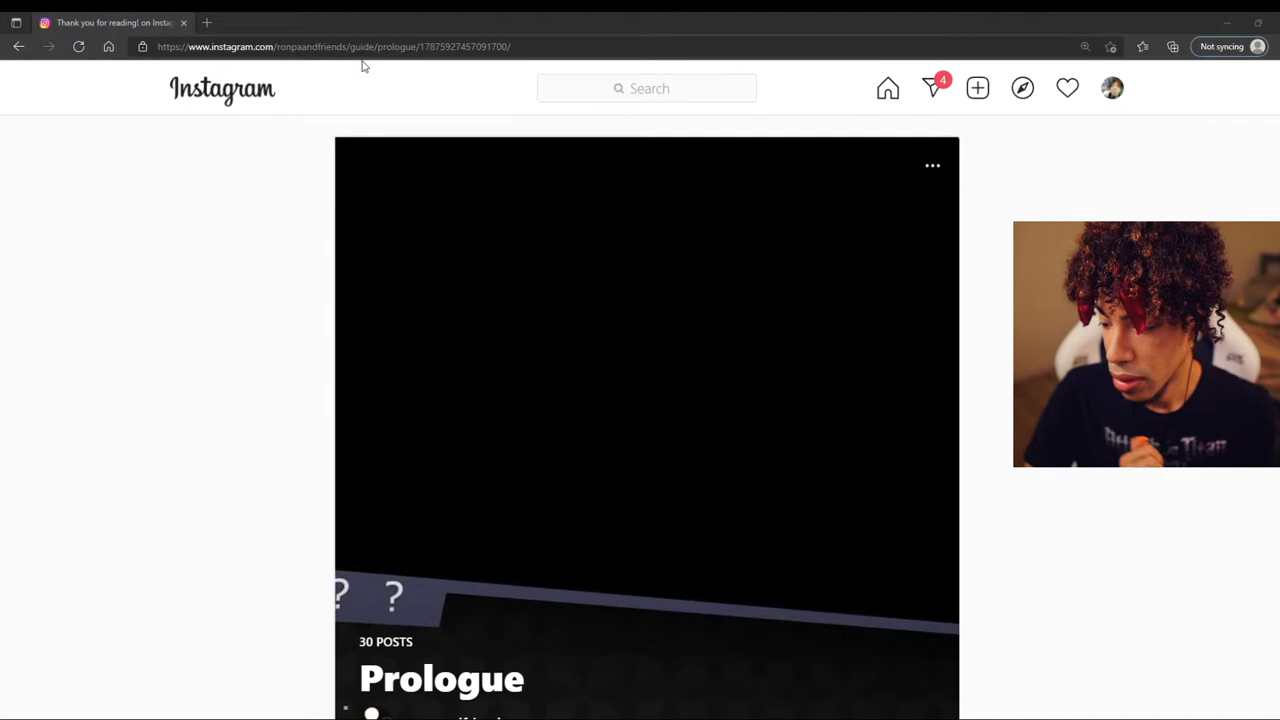 Thank you for reading! on Insta
https://www.instagram.com/ronpaandfriends/guide/prologue/17875927457091700/
Not syncing
Instagram
Search
4
? ?
30 POSTS
Prologue